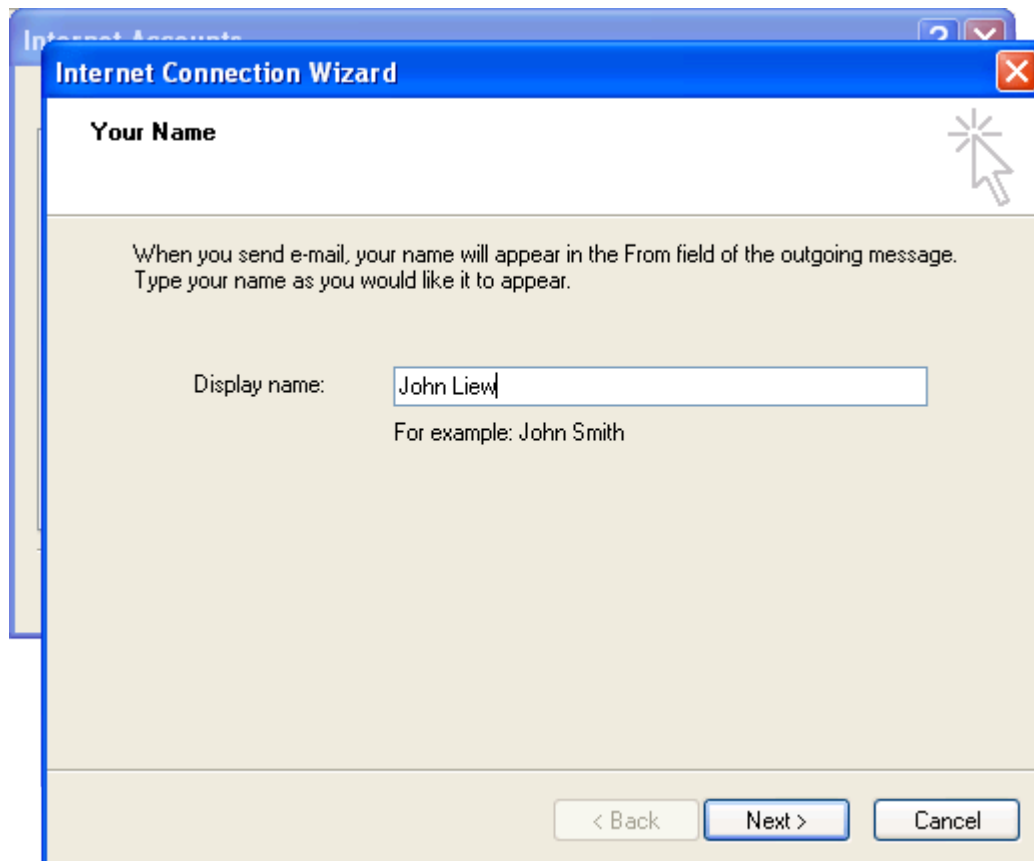 Internet Accounts
Internet Connection Wizard
Your Name
When you send e-mail, your name will appear in the From field of the outgoing message.
Type your name as you would like it to appear.
Display name:
John Liew
For example: John Smith
< Back
Next >
Cancel